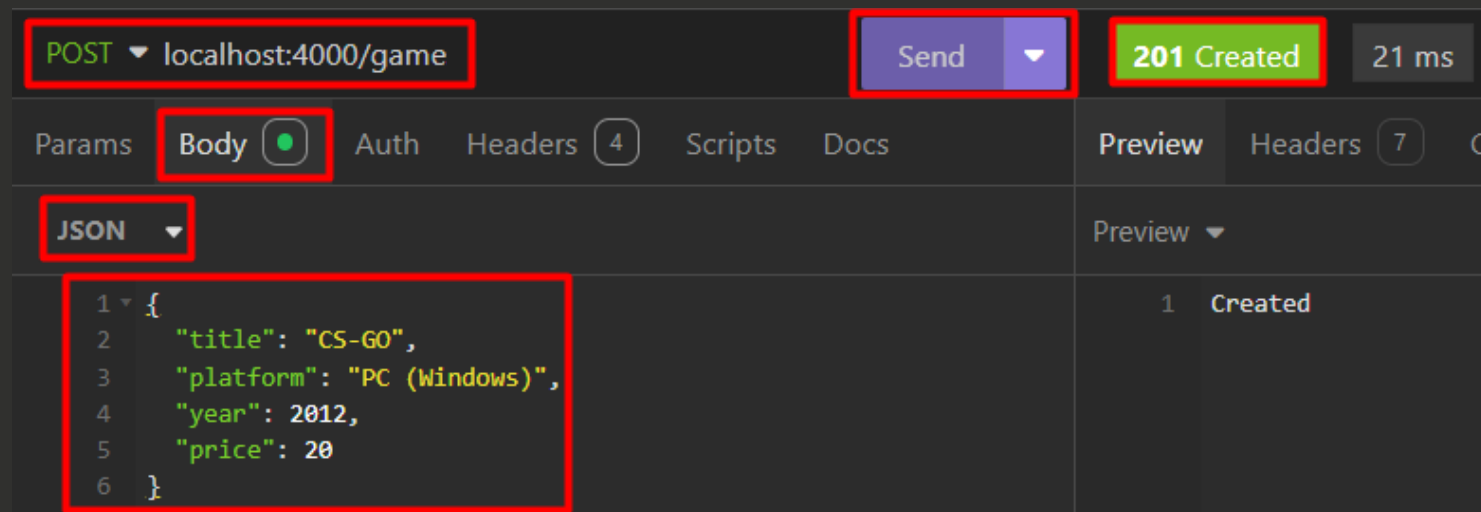 POST localhost:4000/game Send 201 Created 21 ms
Params Body Auth Headers 4 Scripts Docs Preview Headers 7
JSON Preview
1 {
2 "title": "CS-GO",
3 "platform": "PC (Windows)",
4 "year": 2012,
5 "price": 20
6 }
1 Created